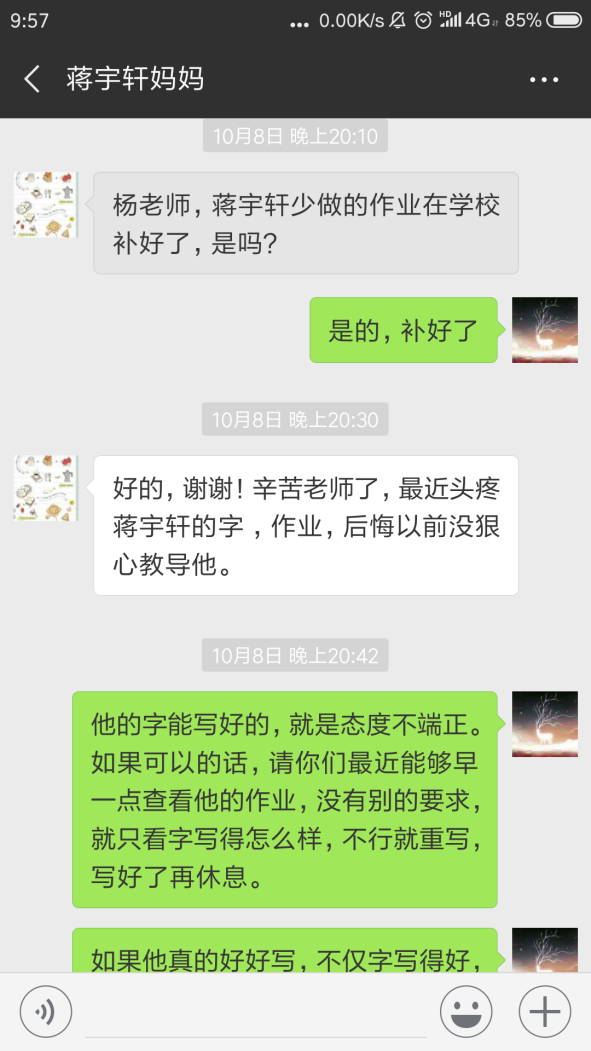 9:57
... 0.00K/s HD 4G 85%
蒋宇轩妈妈
10月8日 晚上20:10
杨老师，蒋宇轩少做的作业在学校
补好了，是吗？
是的，补好了
10月8日 晚上20:30
好的，谢谢！辛苦老师了，最近头疼
蒋宇轩的字，作业，后悔以前没狠
心教导他。
10月8日 晚上20:42
他的字能写好的，就是态度不端正。
如果可以的话，请你们最近能够早
一点查看他的作业，没有别的要求，
就只看字写得怎么样，不行就重写，
写好了再休息。
如果他真的好好写，不仅字写得好，